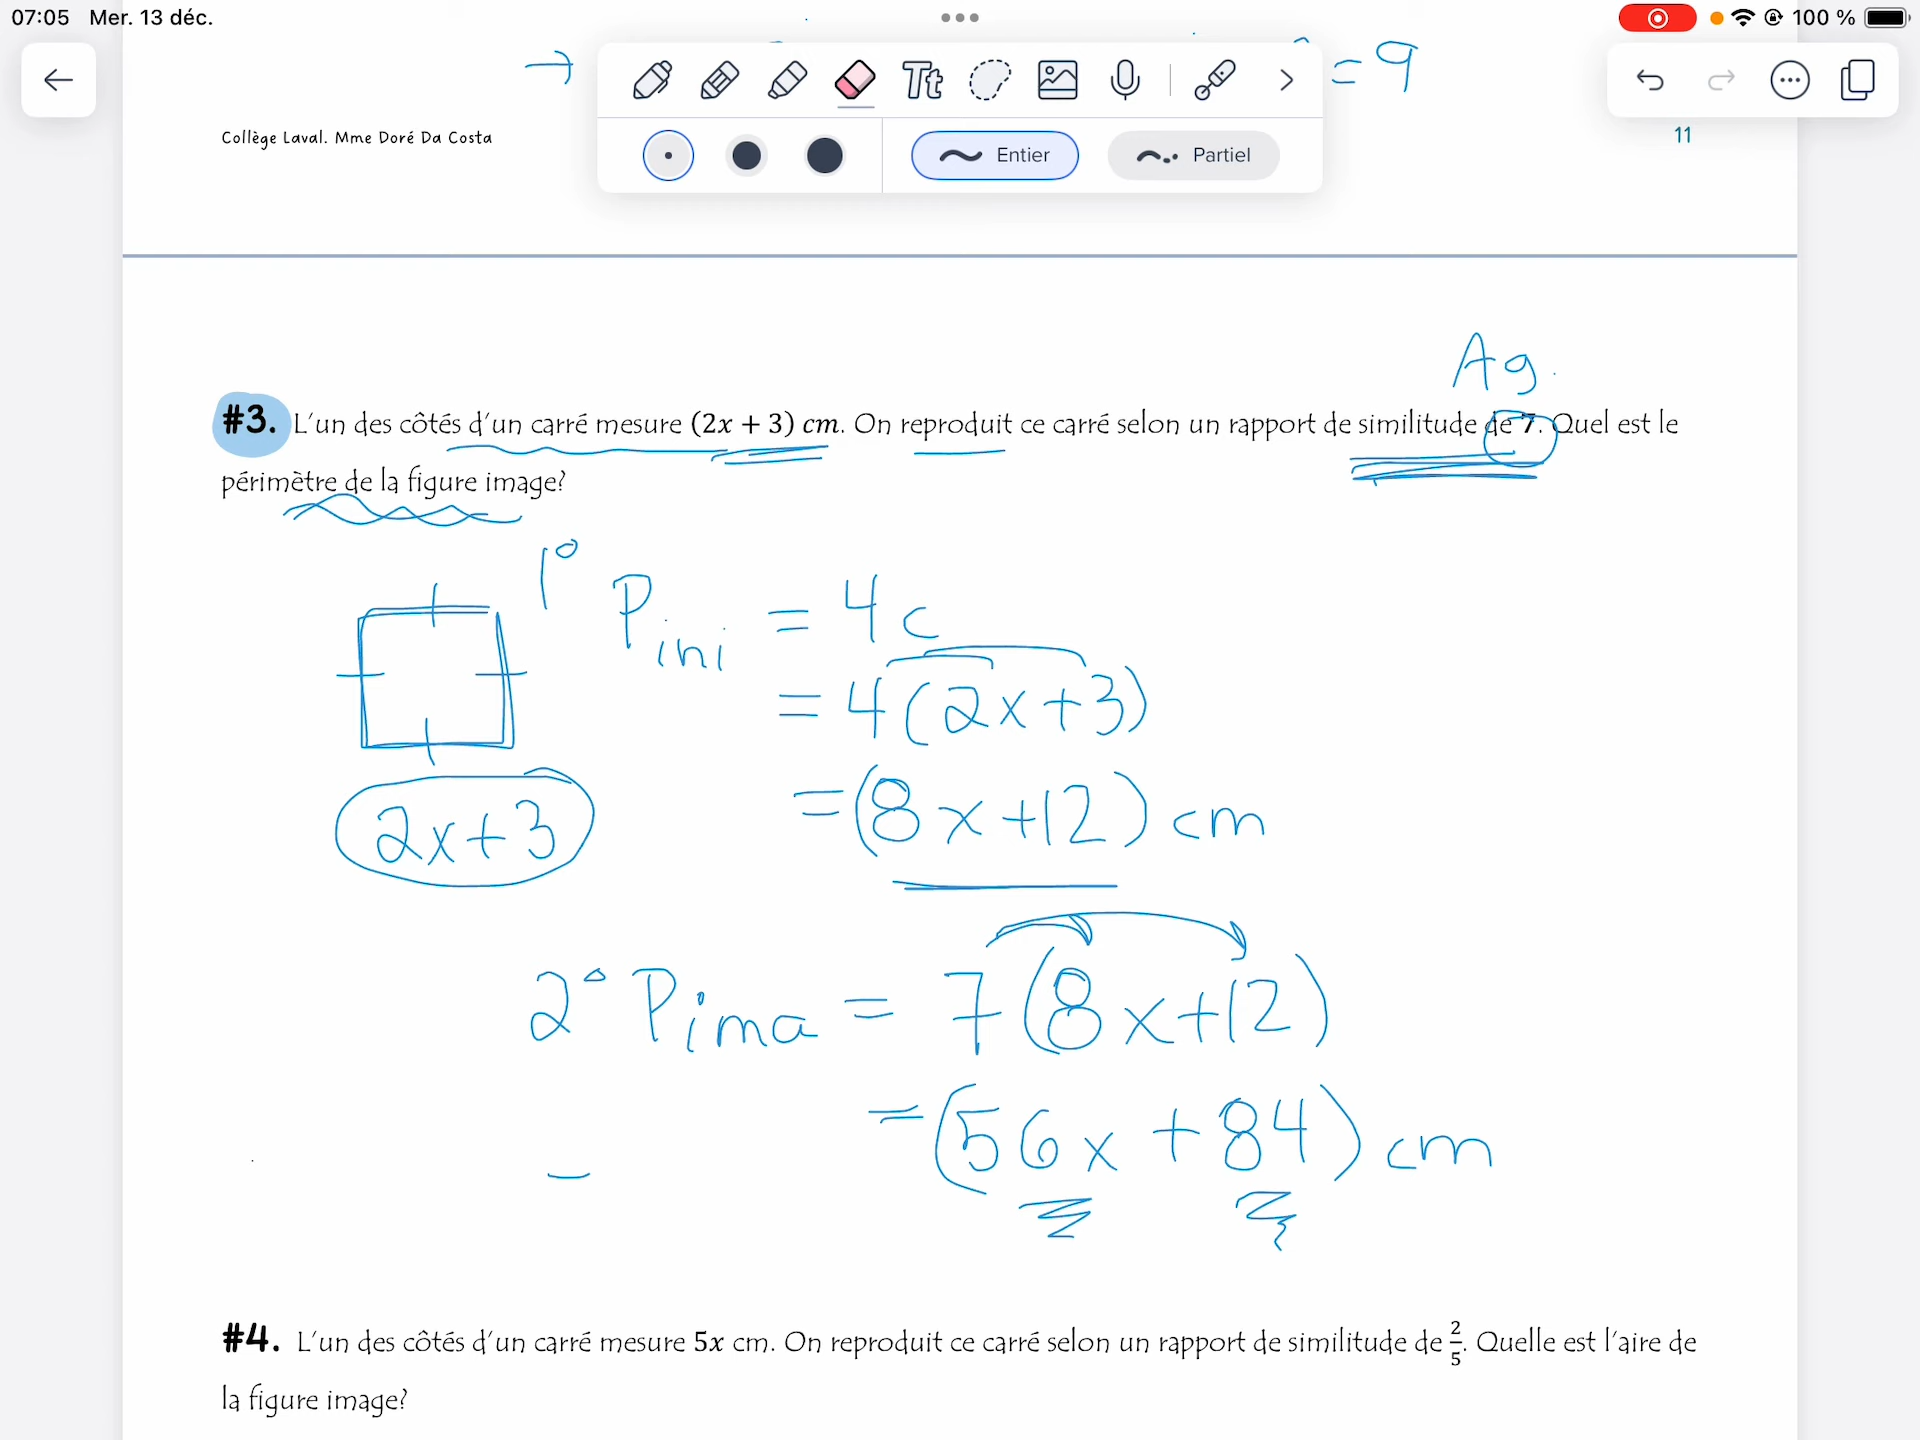 07:05 Mer. 13 déc.
100 %
→ = 9
Tt
Entier Partiel
Collège Laval. Mme Doré Da Costa
11
Ag.
#3. L'un des côtés d'un carré mesure (2x + 3) cm. On reproduit ce carré selon un rapport de similitude de 7. Quel est le
périmètre de la figure image?
1° Pini = 4c
= 4(2x+3)
= (8x+12) cm
2x+3
2° Pima = 7(8x+12)
= (56x + 84) cm
#4. L'un des côtés d'un carré mesure 5x cm. On reproduit ce carré selon un rapport de similitude de 2/5. Quelle est l'aire de
la figure image?